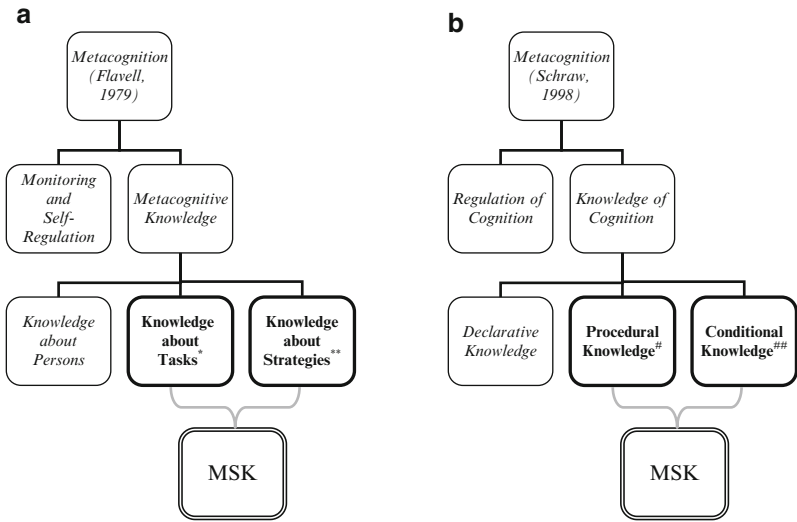 a
Metacognition
(Flavell,
1979)
Monitoring
and
Self-
Regulation
Metacognitive
Knowledge
Knowledge
about
Persons
Knowledge
about
Tasks*
Knowledge
about
Strategies**
MSK
b
Metacognition
(Schraw,
1998)
Regulation of
Cognition
Knowledge of
Cognition
Declarative
Knowledge
Procedural
Knowledge#
Conditional
Knowledge##
MSK